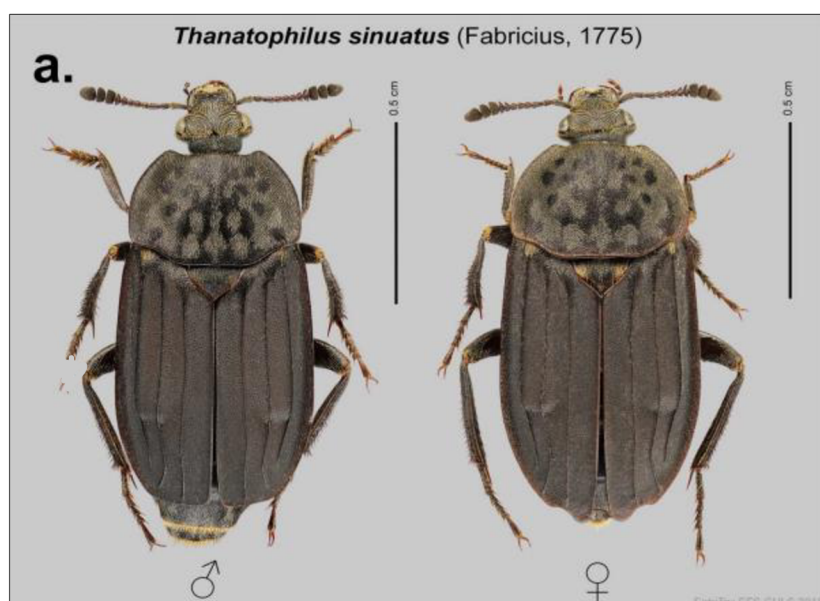 Thanatophilus sinuatus (Fabricius, 1775)
a.
0.5 cm
0.5 cm
♂
♀